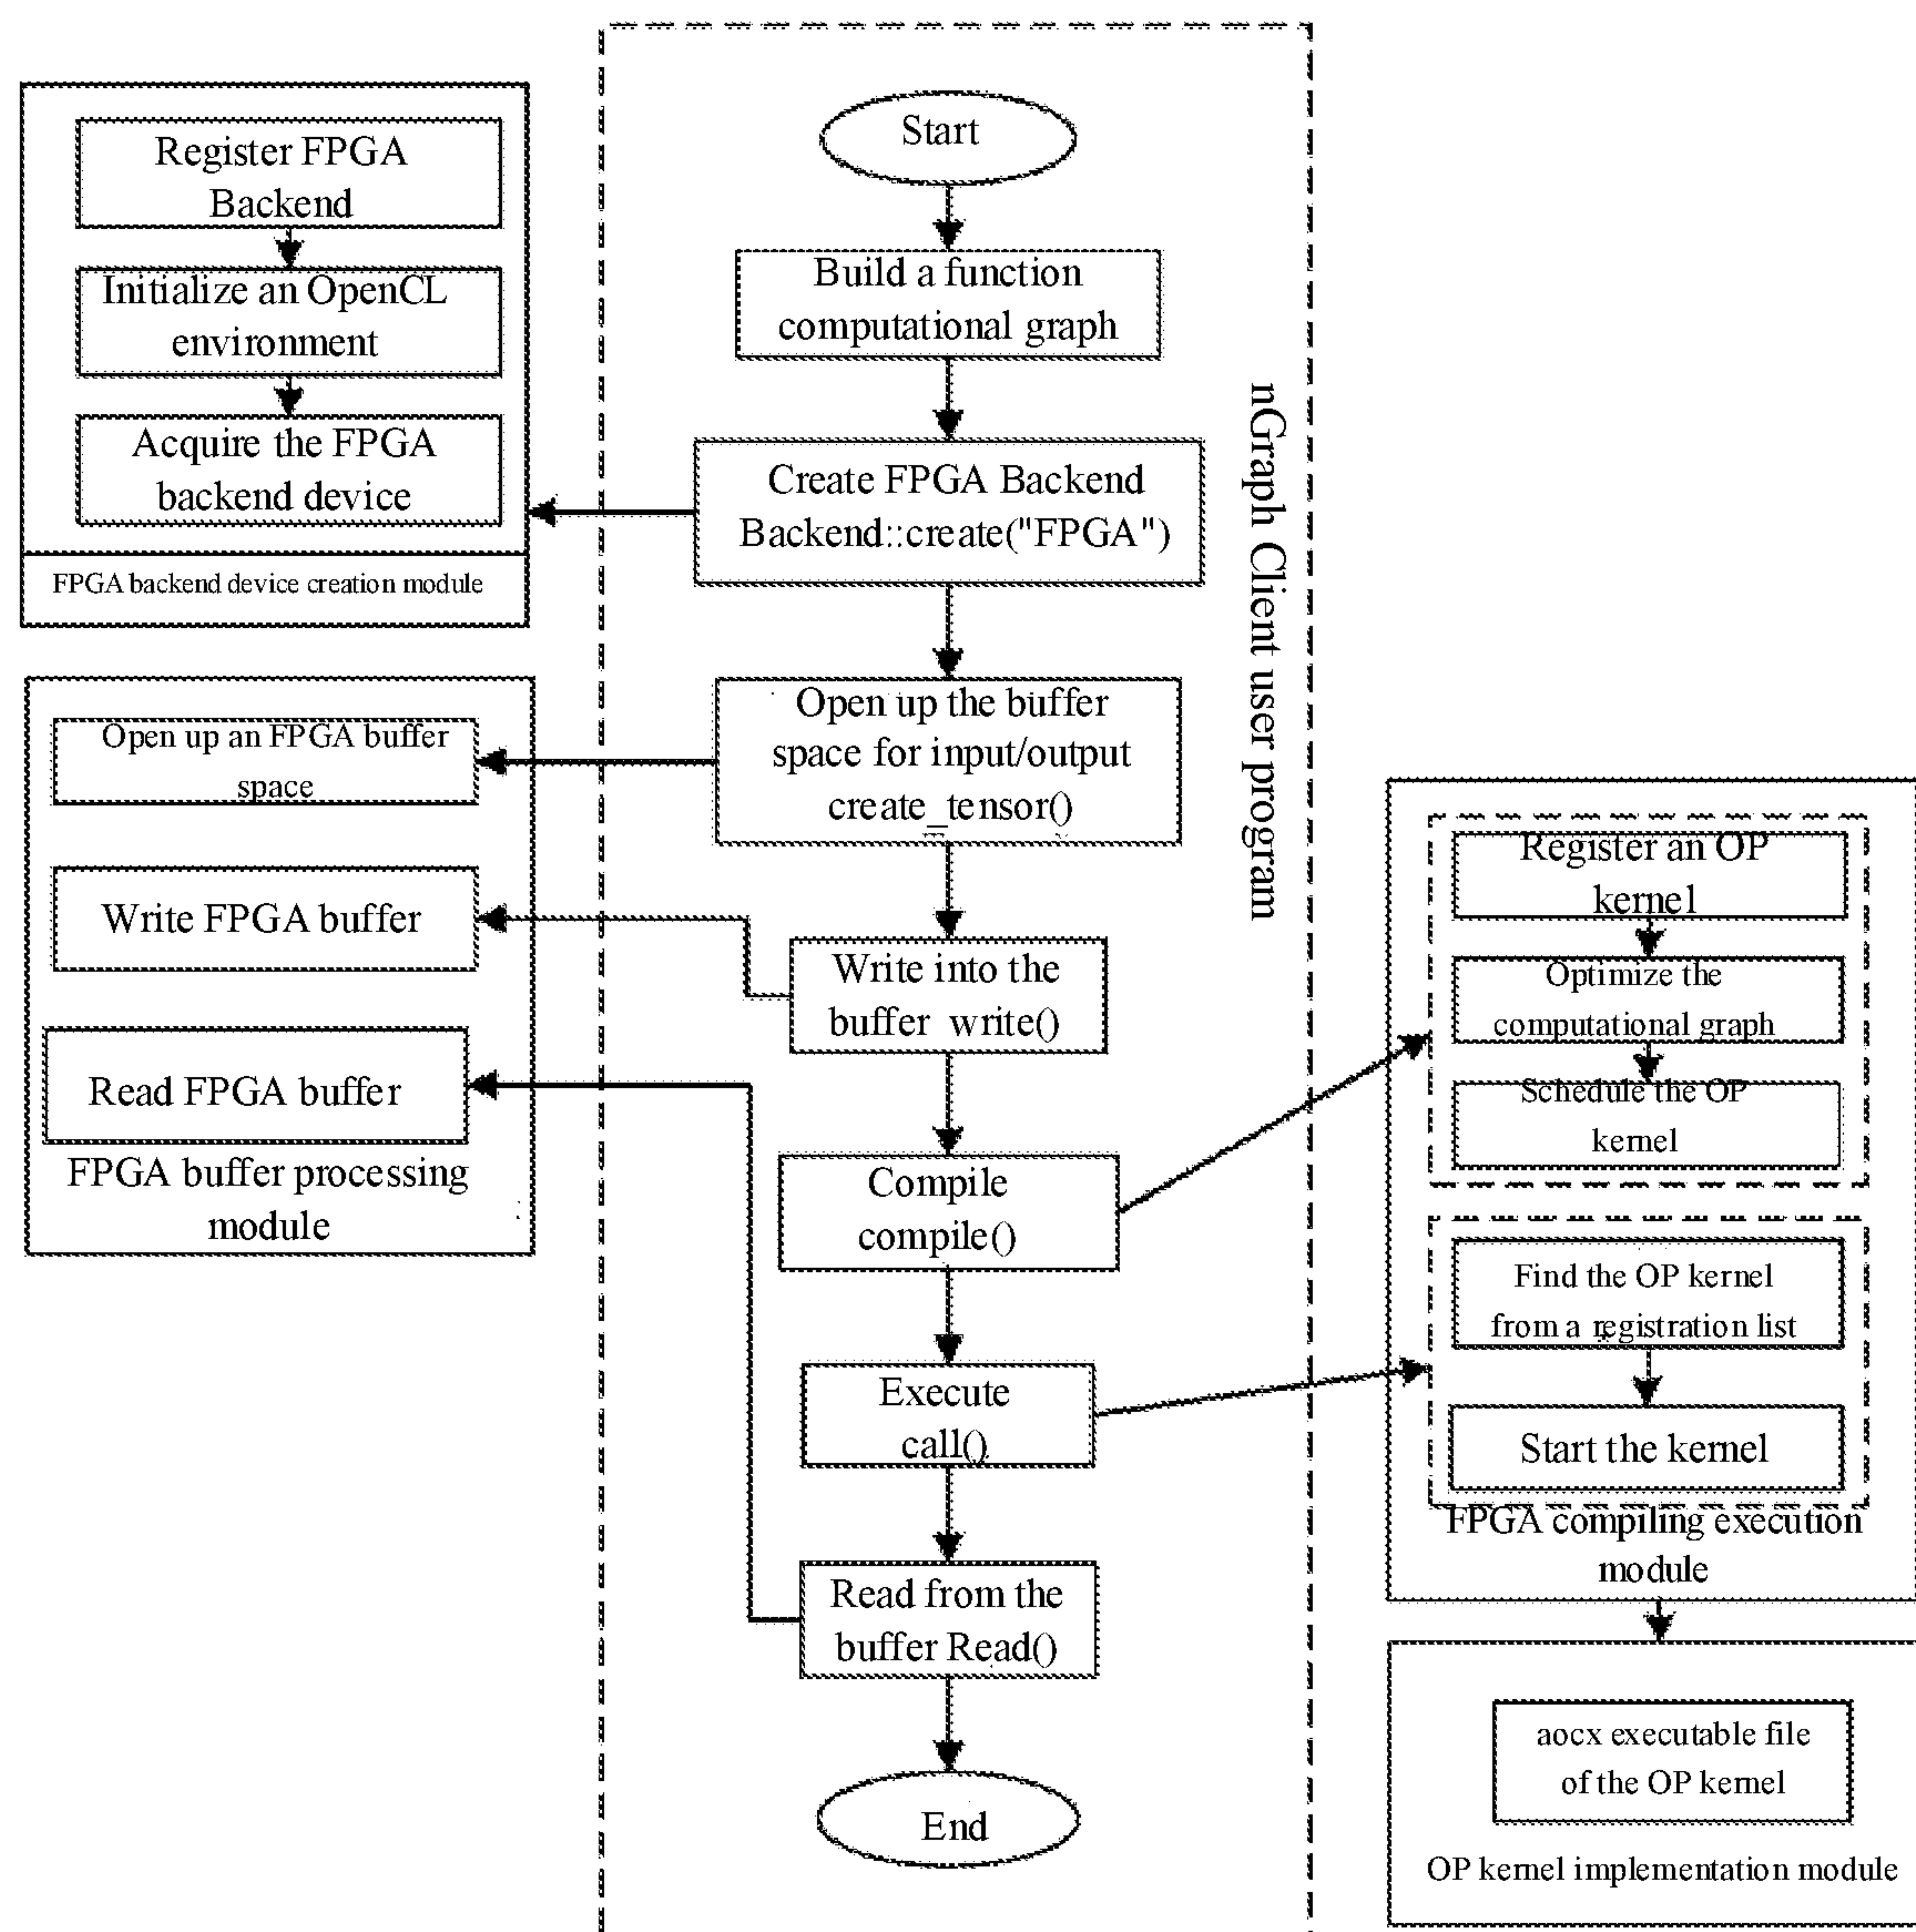 Register FPGA
Backend
Initialize an OpenCL
environment
Acquire the FPGA
backend device
FPGA backend device creation module
Open up an FPGA buffer
space
Write FPGA buffer
Read FPGA buffer
FPGA buffer processing
module
Start
Build a function
computational graph
Create FPGA Backend
Backend::create("FPGA")
Open up the buffer
space for input/output
create_tensor()
Write into the
buffer write()
Compile
compile()
Execute
call()
Read from the
buffer Read()
End
nGraph Client user program
Register an OP
kernel
Optimize the
computational graph
Schedule the OP
kernel
Find the OP kernel
from a registration list
Start the kernel
FPGA compiling execution
module
aocx executable file
of the OP kernel
OP kernel implementation module